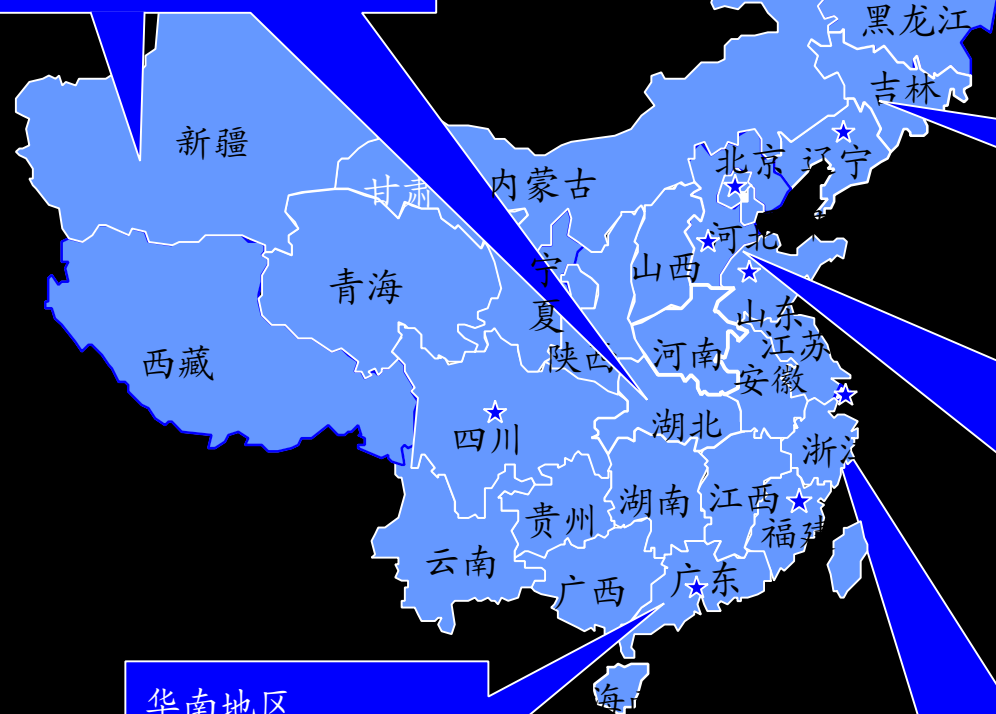 黑龙江
吉林
新疆
北京
辽宁
甘肃
内蒙古
河北
宁
夏
山西
青海
山东
江苏
陕西
河南
西藏
安徽
湖北
四川
浙江
湖南
江西
贵州
福建
云南
广西
广东
华南地区
海